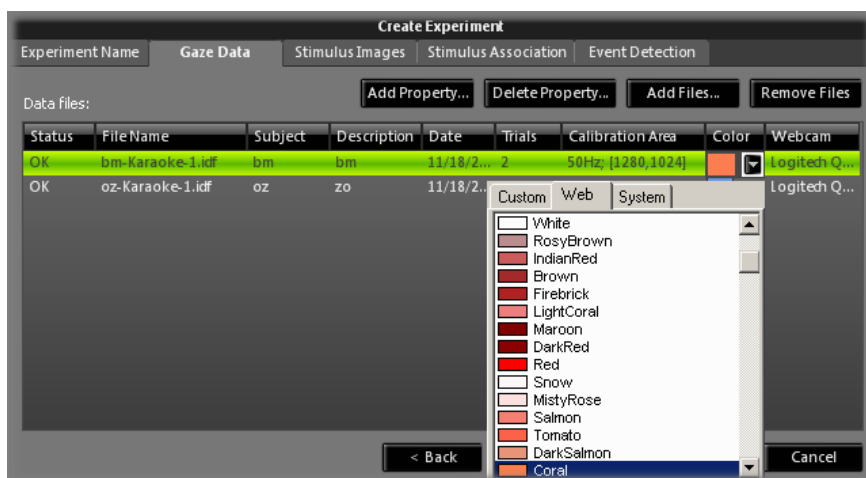 Create Experiment
Experiment Name Gaze Data Stimulus Images Stimulus Association Event Detection
Add Property... Delete Property... Add Files... Remove Files
Data files:
Status File Name Subject Description Date Trials Calibration Area Color Webcam
OK bm-Karaoke-1.idf bm bm 11/18/2... 2 50Hz; [1280,1024] Logitech Q...
OK oz-Karaoke-1.idf oz zo 11/18/2... Logitech Q...
Custom Web System
White
RosyBrown
IndianRed
Brown
Firebrick
LightCoral
Maroon
DarkRed
Red
Snow
MistyRose
Salmon
Tomato
DarkSalmon
Coral
< Back Cancel